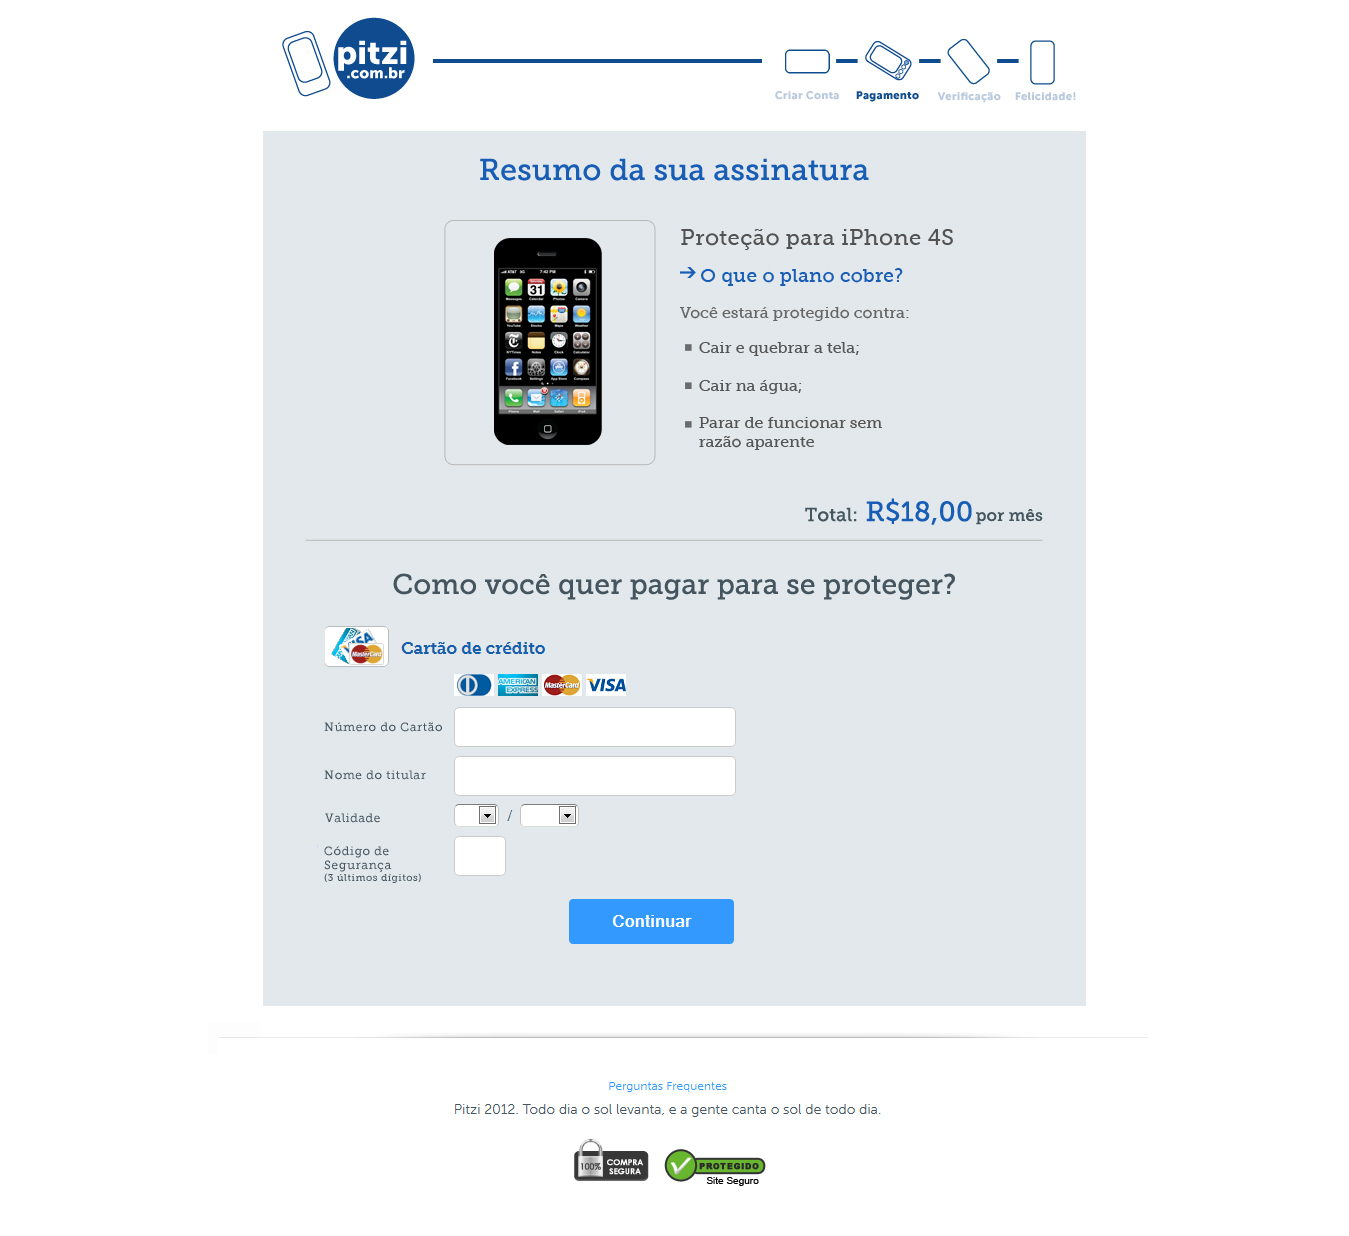 pitzi
.com.br
Criar Conta
Pagamento
Verificação
Felicidade!
Resumo da sua assinatura
Proteção para iPhone 4S
O que o plano cobre?
Você estará protegido contra:
Cair e quebrar a tela;
Cair na água;
Parar de funcionar sem
razão aparente
Total: R$18,00 por mês
Como você quer pagar para se proteger?
MasterCard
Cartão de crédito
AMERICAN
EXPRESS
MasterCard
VISA
Número do Cartão
Nome do titular
Validade
/
Código de
Segurança
(3 últimos dígitos)
Continuar
Perguntas Frequentes
Pitzi 2012. Todo dia o sol levanta, e a gente canta o sol de todo dia.
100%
COMPRA
SEGURA
PROTEGIDO
Site Seguro